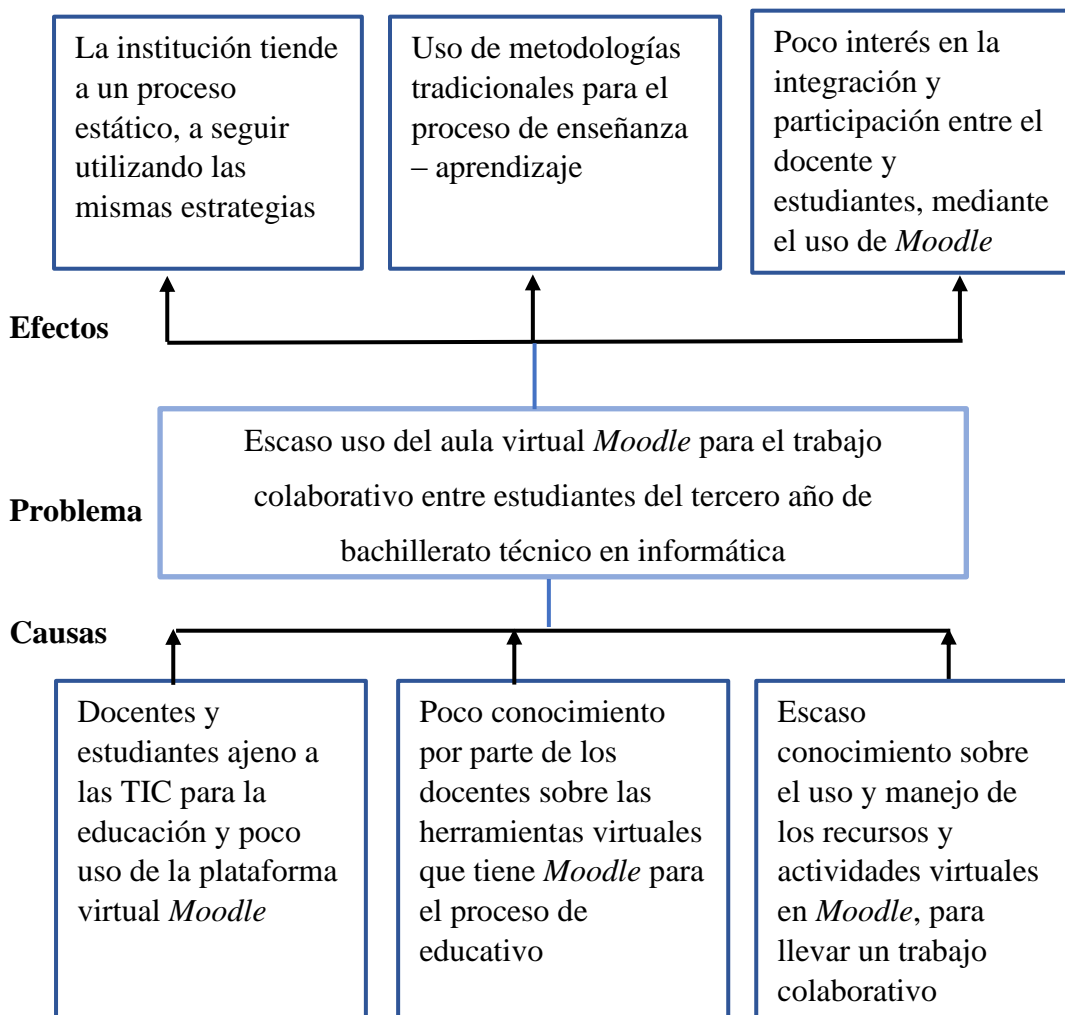 La institución tiende
a un proceso
estático, a seguir
utilizando las
mismas estrategias
Uso de metodologías
tradicionales para el
proceso de enseñanza
– aprendizaje
Poco interés en la
integración y
participación entre el
docente y
estudiantes, mediante
el uso de Moodle
Efectos
Escaso uso del aula virtual Moodle para el trabajo
colaborativo entre estudiantes del tercero año de
bachillerato técnico en informática
Problema
Causas
Docentes y
estudiantes ajeno a
las TIC para la
educación y poco
uso de la plataforma
virtual Moodle
Poco conocimiento
por parte de los
docentes sobre las
herramientas virtuales
que tiene Moodle para
el proceso de
educativo
Escaso
conocimiento sobre
el uso y manejo de
los recursos y
actividades virtuales
en Moodle, para
llevar un trabajo
colaborativo